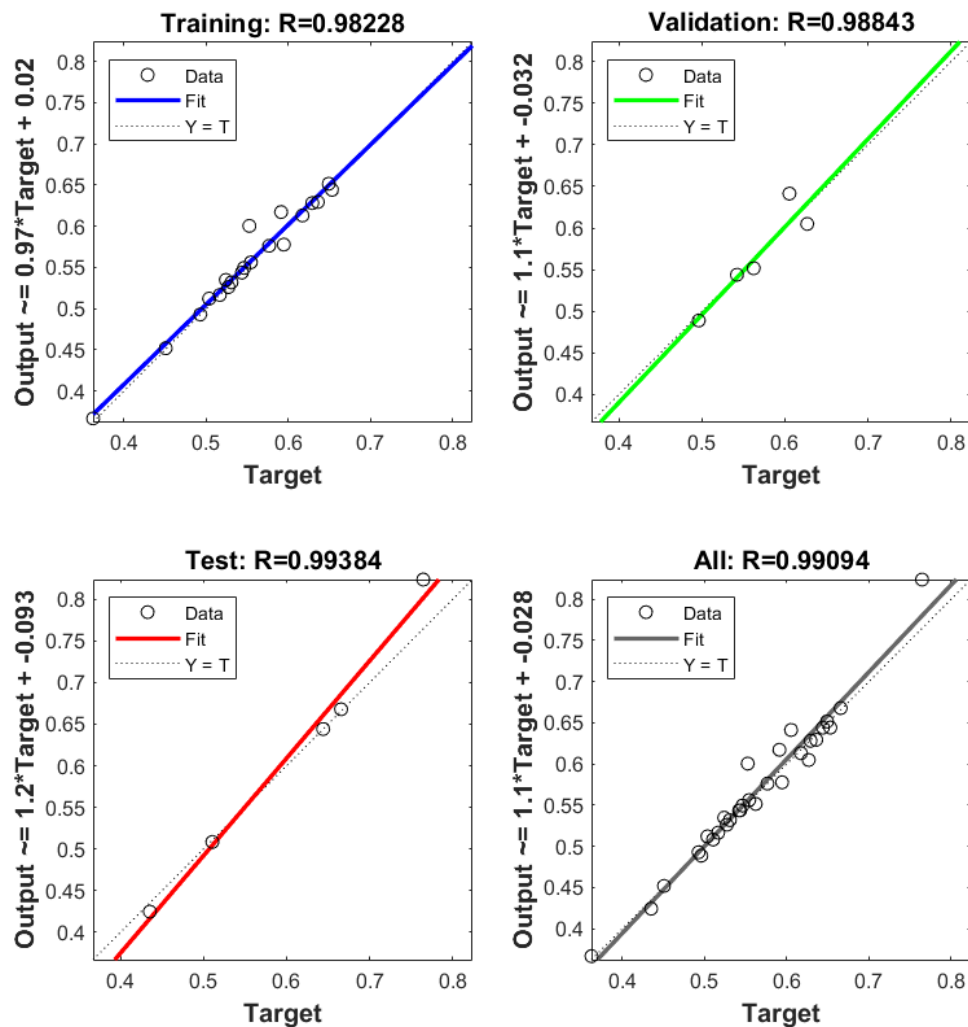 Training: R=0.98228
Output ~= 0.97*Target + 0.02
0.8
0.75
0.7
0.65
0.6
0.55
0.5
0.45
0.4
Data
Fit
Y = T
0.4 0.5 0.6 0.7 0.8
Target
Validation: R=0.98843
Output ~= 1.1*Target + -0.032
0.8
0.75
0.7
0.65
0.6
0.55
0.5
0.45
0.4
Data
Fit
Y = T
0.4 0.5 0.6 0.7 0.8
Target
Test: R=0.99384
Output ~= 1.2*Target + -0.093
0.8
0.75
0.7
0.65
0.6
0.55
0.5
0.45
0.4
Data
Fit
Y = T
0.4 0.5 0.6 0.7 0.8
Target
All: R=0.99094
Output ~= 1.1*Target + -0.028
0.8
0.75
0.7
0.65
0.6
0.55
0.5
0.45
0.4
Data
Fit
Y = T
0.4 0.5 0.6 0.7 0.8
Target